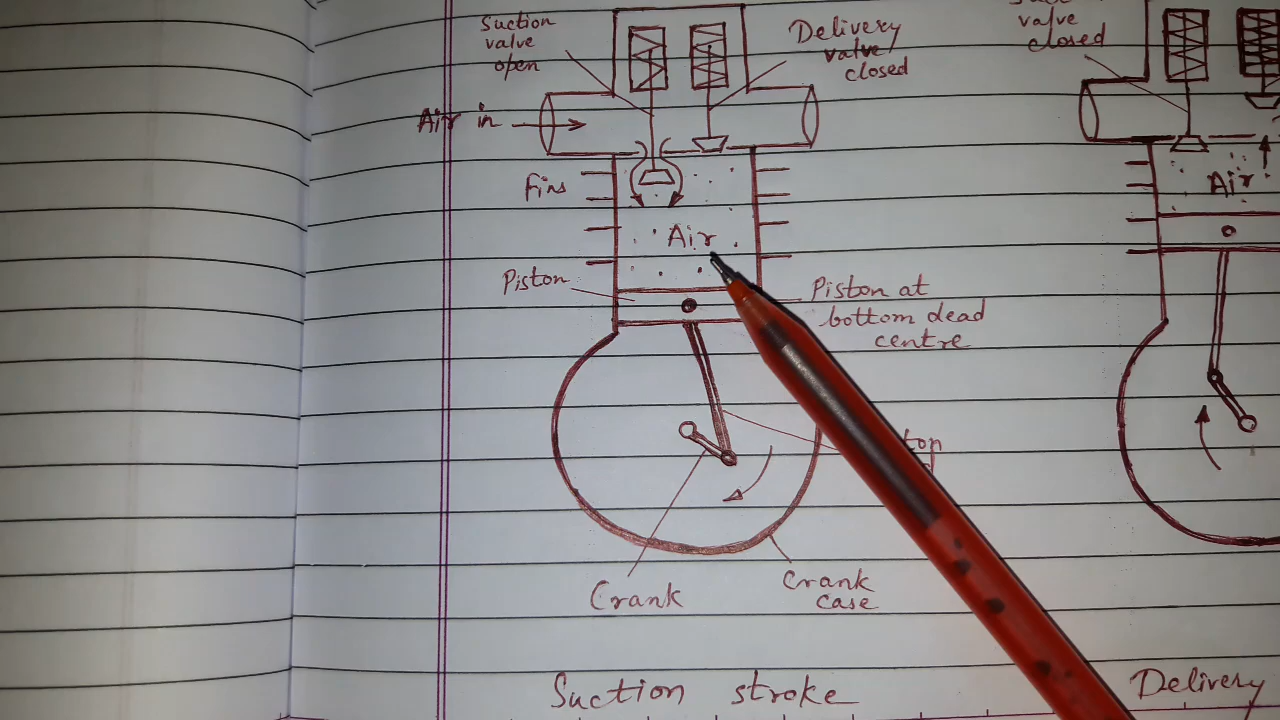 Suction
valve
open
Delivery
valve
closed
valve
closed
Air in
Fins
Air
Air
Piston
Piston at
bottom dead
centre
Crank
Crank
case
Suction stroke
Delivery